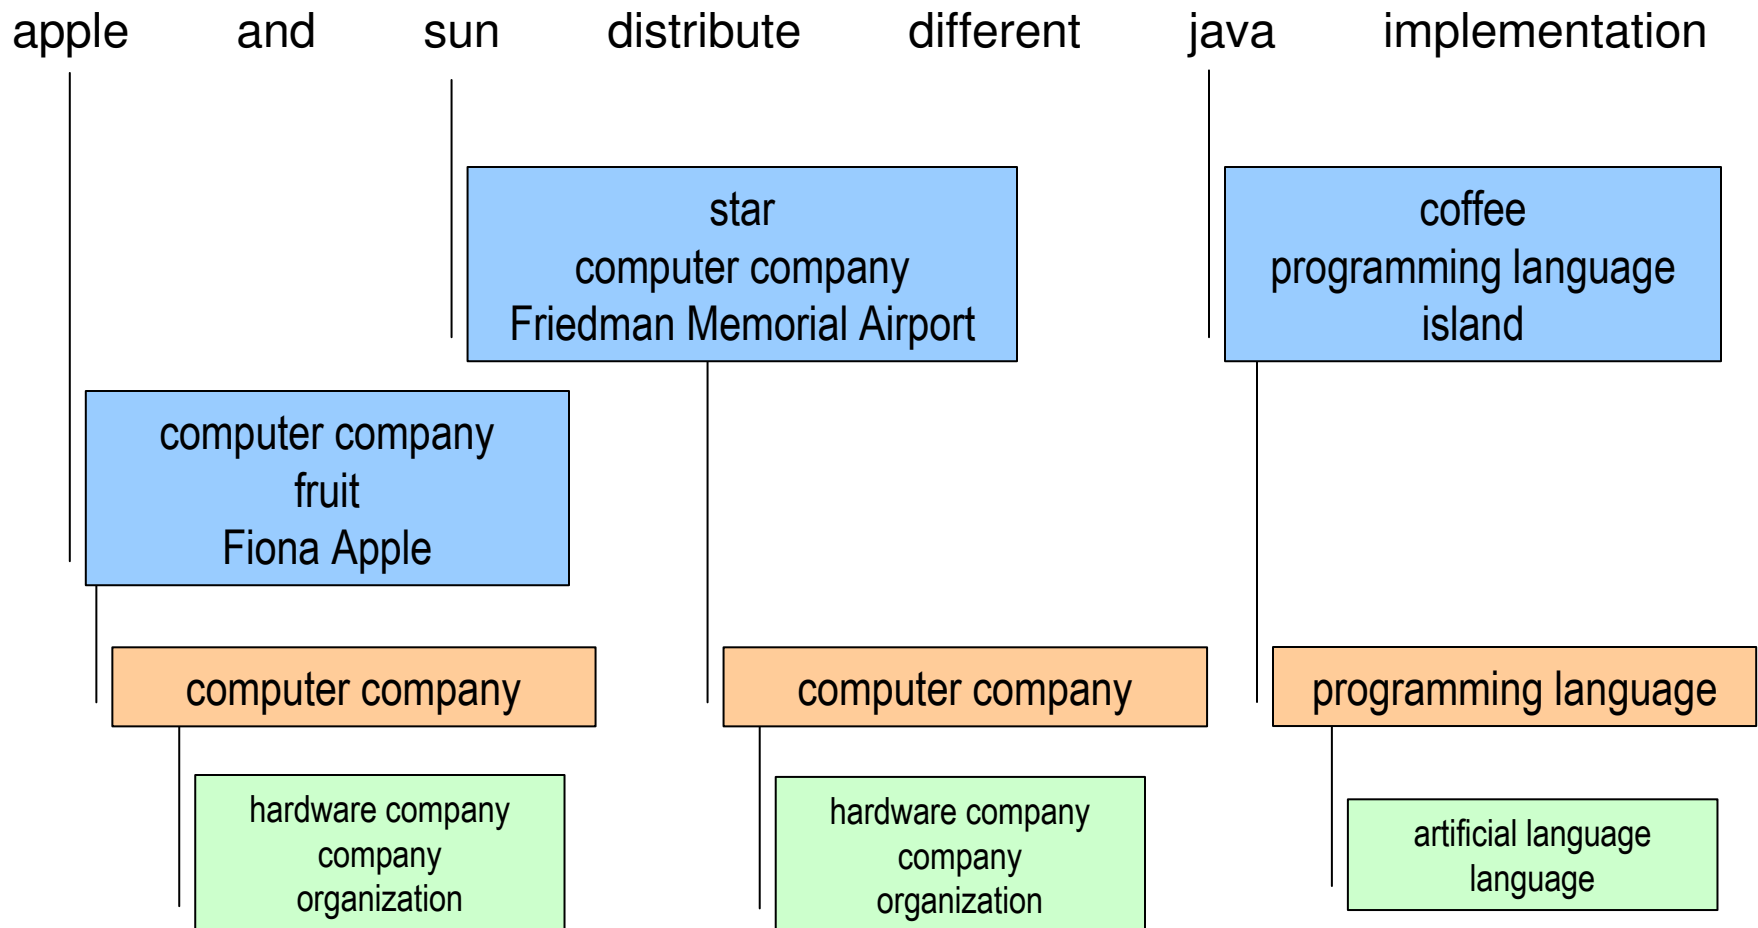 apple and sun distribute different java implementation
star
computer company
Friedman Memorial Airport
coffee
programming language
island
computer company
fruit
Fiona Apple
computer company
computer company
programming language
hardware company
company
organization
hardware company
company
organization
artificial language
language